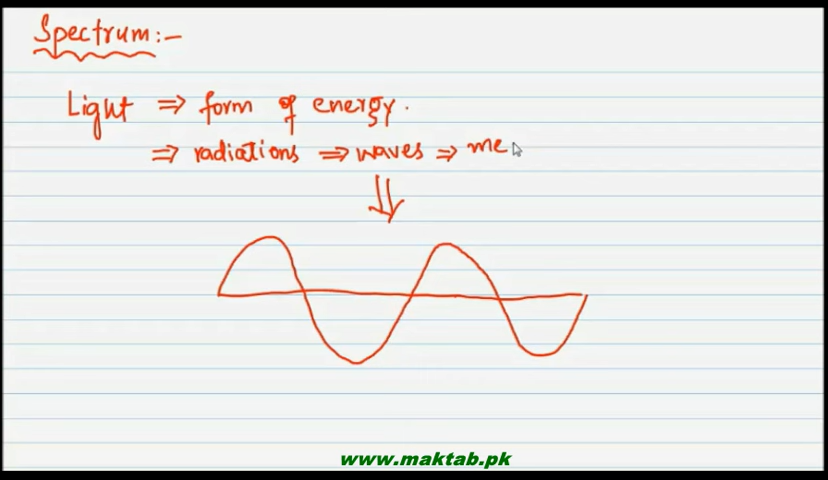 Spectrum:-
Light ⇒ form of energy.
⇒ radiations ⇒ waves ⇒ me
www.maktab.pk